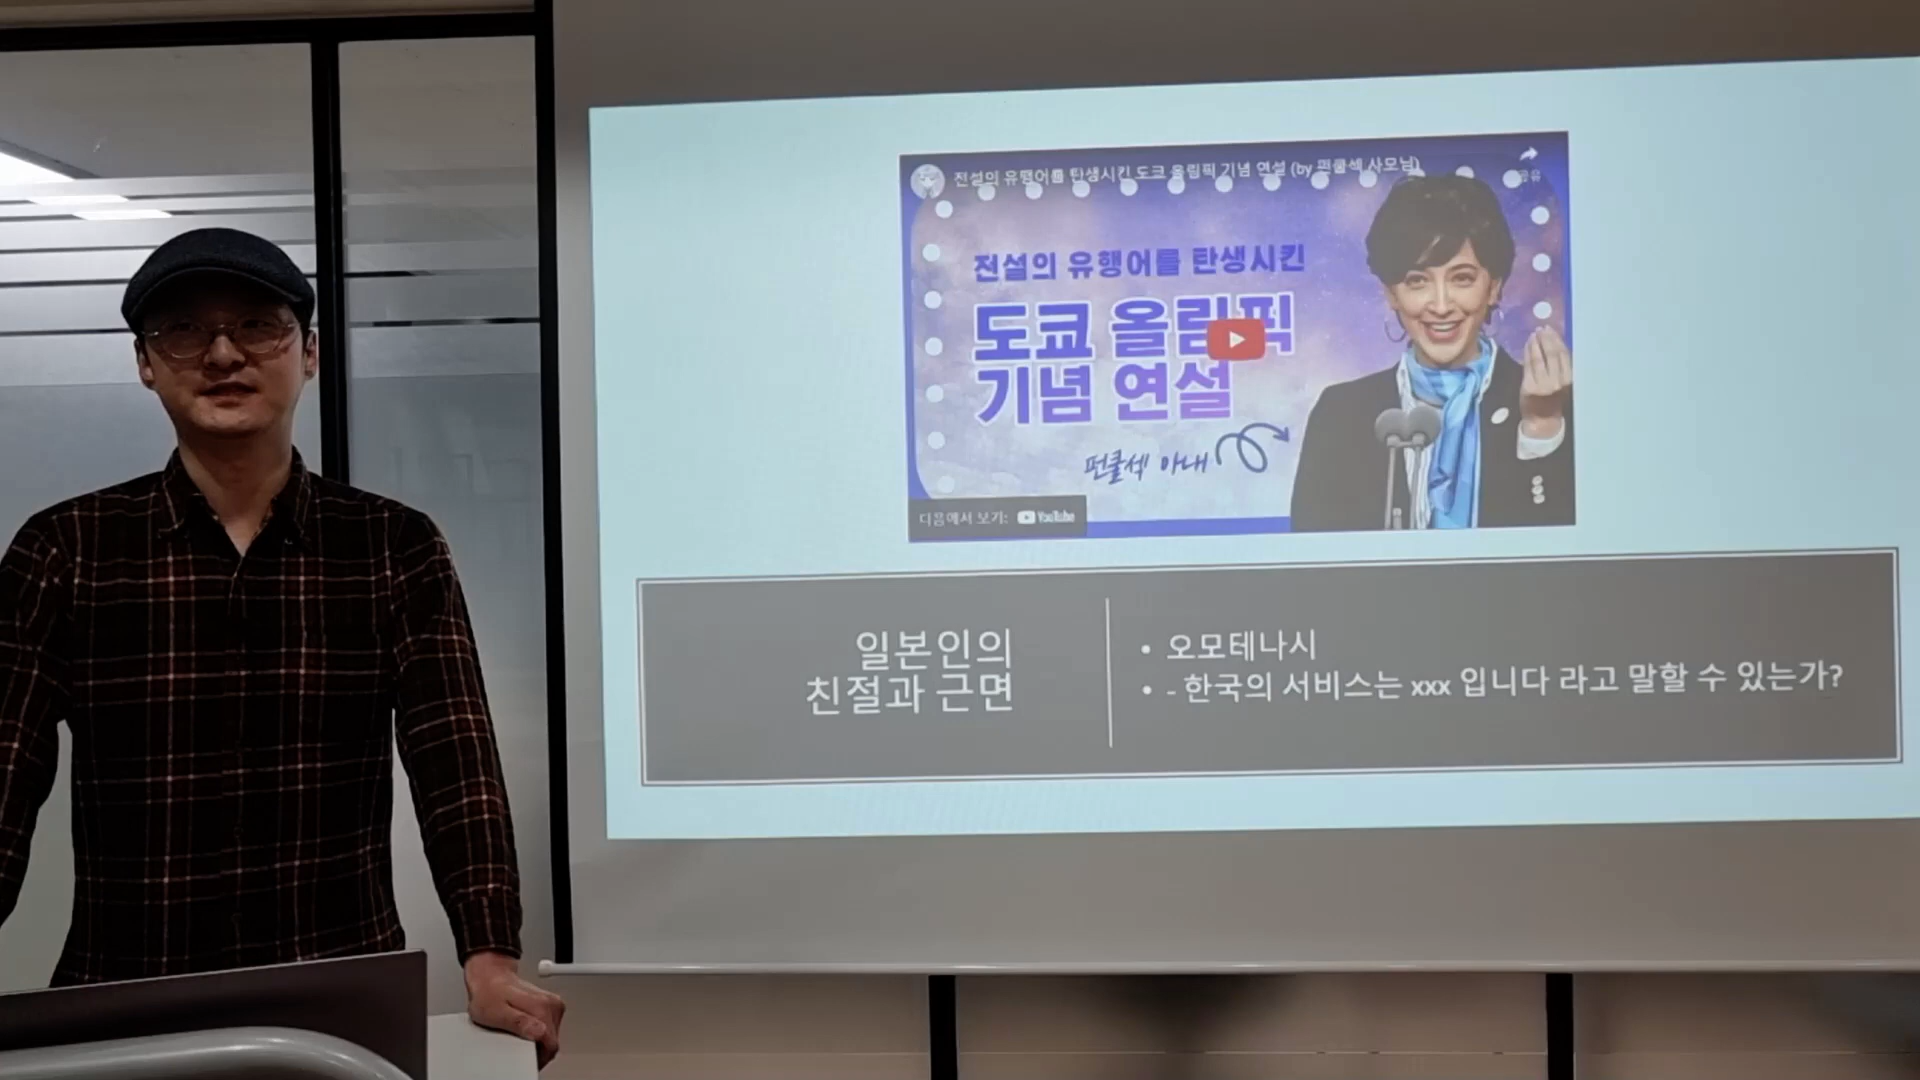 전설의 유행어를 탄생시킨 도쿄 올림픽 기념 연설 (by 펀쿨섹 사모님)
공유
전설의 유행어를 탄생시킨
도쿄 올림픽
기념 연설
펀쿨섹 아내
다음에서 보기: YouTube
일본인의
친절과 근면
• 오모테나시
• - 한국의 서비스는 xxx 입니다 라고 말할 수 있는가?